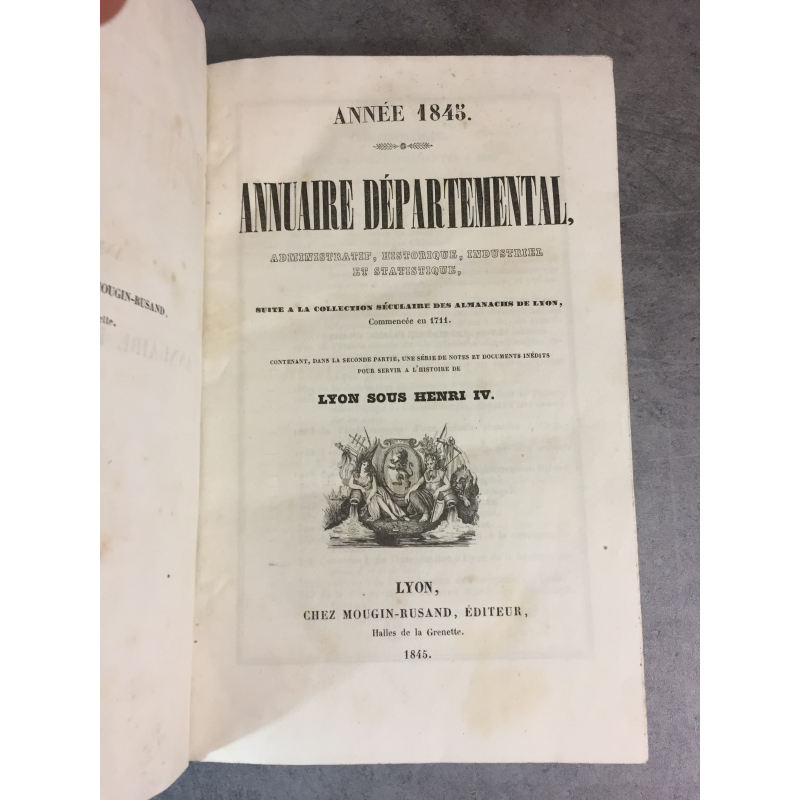 OUGIN-RUSAND,
ANNÉE 1845.
ANNUAIRE DÉPARTEMENTAL,
ADMINISTRATIF, HISTORIQUE, INDUSTRIEL
ET STATISTIQUE,
SUITE A LA COLLECTION SÉCULAIRE DES ALMANACHS DE LYON,
Commencée en 1711.
CONTENANT, DANS LA SECONDE PARTIE, UNE SÉRIE DE NOTES ET DOCUMENTS INÉDITS
POUR SERVIR A L'HISTOIRE DE
LYON SOUS HENRI IV.
LYON,
CHEZ MOUGIN-RUSAND, ÉDITEUR,
Halles de la Grenette.
1845.